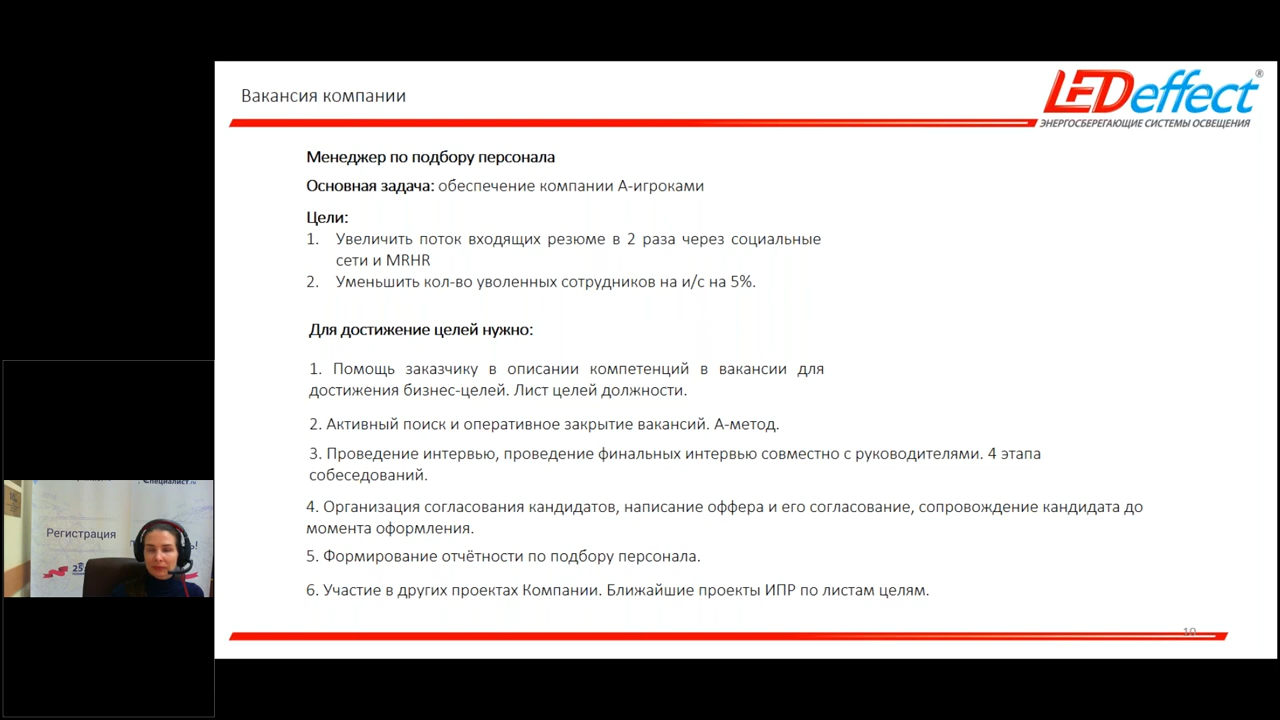 Вакансия компании
LEDeffect®
ЭНЕРГОСБЕРЕГАЮЩИЕ СИСТЕМЫ ОСВЕЩЕНИЯ
Менеджер по подбору персонала
Основная задача: обеспечение компании А-игроками
Цели:
1. Увеличить поток входящих резюме в 2 раза через социальные
сети и MRHR
2. Уменьшить кол-во уволенных сотрудников на и/с на 5%.
Для достижение целей нужно:
1. Помощь заказчику в описании компетенций в вакансии для
достижения бизнес-целей. Лист целей должности.
2. Активный поиск и оперативное закрытие вакансий. А-метод.
3. Проведение интервью, проведение финальных интервью совместно с руководителями. 4 этапа
собеседований.
4. Организация согласования кандидатов, написание оффера и его согласование, сопровождение кандидата до
момента оформления.
5. Формирование отчётности по подбору персонала.
6. Участие в других проектах Компании. Ближайшие проекты ИПР по листам целям.
10
Специалист.ru
Регистрация
25